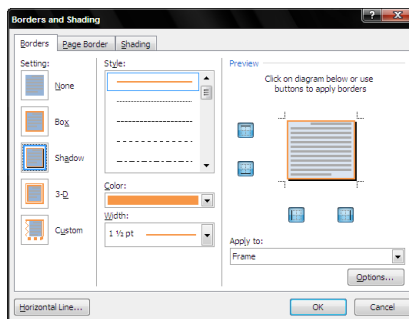 Borders and Shading
Borders
Page Border
Shading
Setting:
None
Box
Shadow
3-D
Custom
Style:
Color:
Width:
1 ½ pt
Preview
Click on diagram below or use
buttons to apply borders
Apply to:
Frame
Options...
Horizontal Line...
OK
Cancel